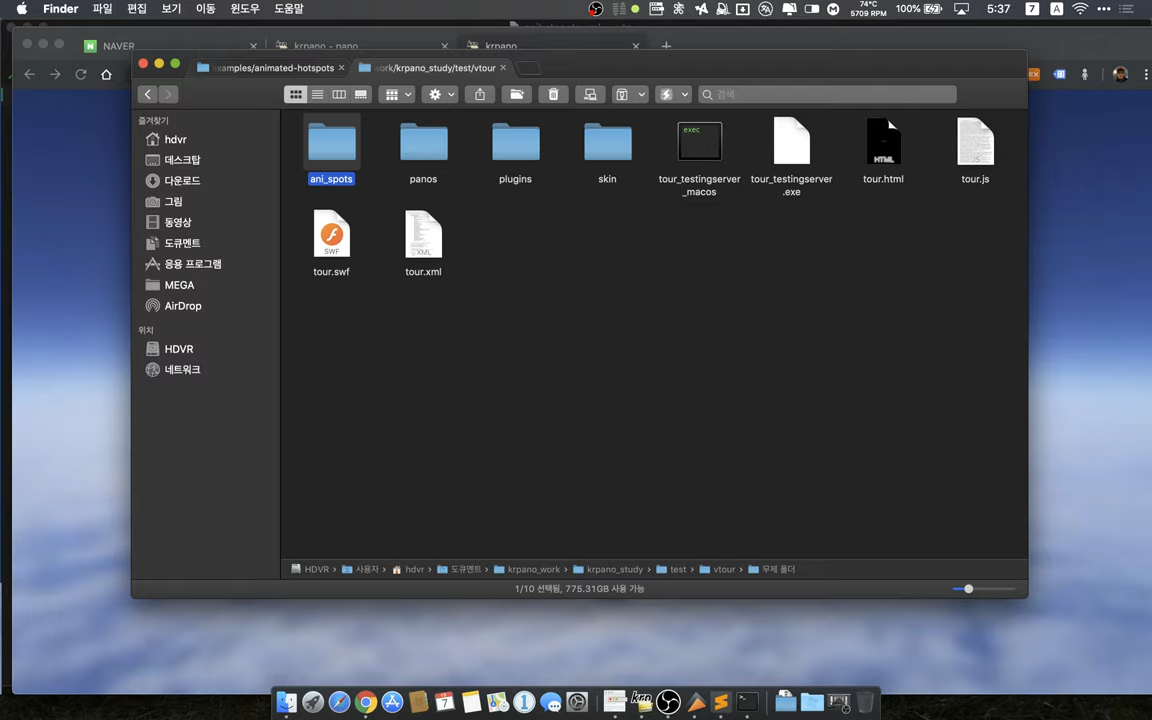 Finder 파일 편집 보기 이동 윈도우 도움말
74°C
5709 RPM
100%
5:37
7
A
NAVER
krpano - pano
krpano
examples/animated-hotspots
work/krpano_study/test/vtour
검색
즐겨찾기
hdvr
데스크탑
다운로드
그림
동영상
도큐멘트
응용 프로그램
MEGA
AirDrop
위치
HDVR
네트워크
exec
HTML
JS
ani_spots
panos
plugins
skin
tour_testingserver
_macos
tour_testingserver
.exe
tour.html
tour.js
SWF
XML
tour.swf
tour.xml
HDVR › 사용자 › hdvr › 도큐멘트 › krpano_work › krpano_study › test › vtour › 무제 폴더
1/10 선택됨, 775.31GB 사용 가능
7